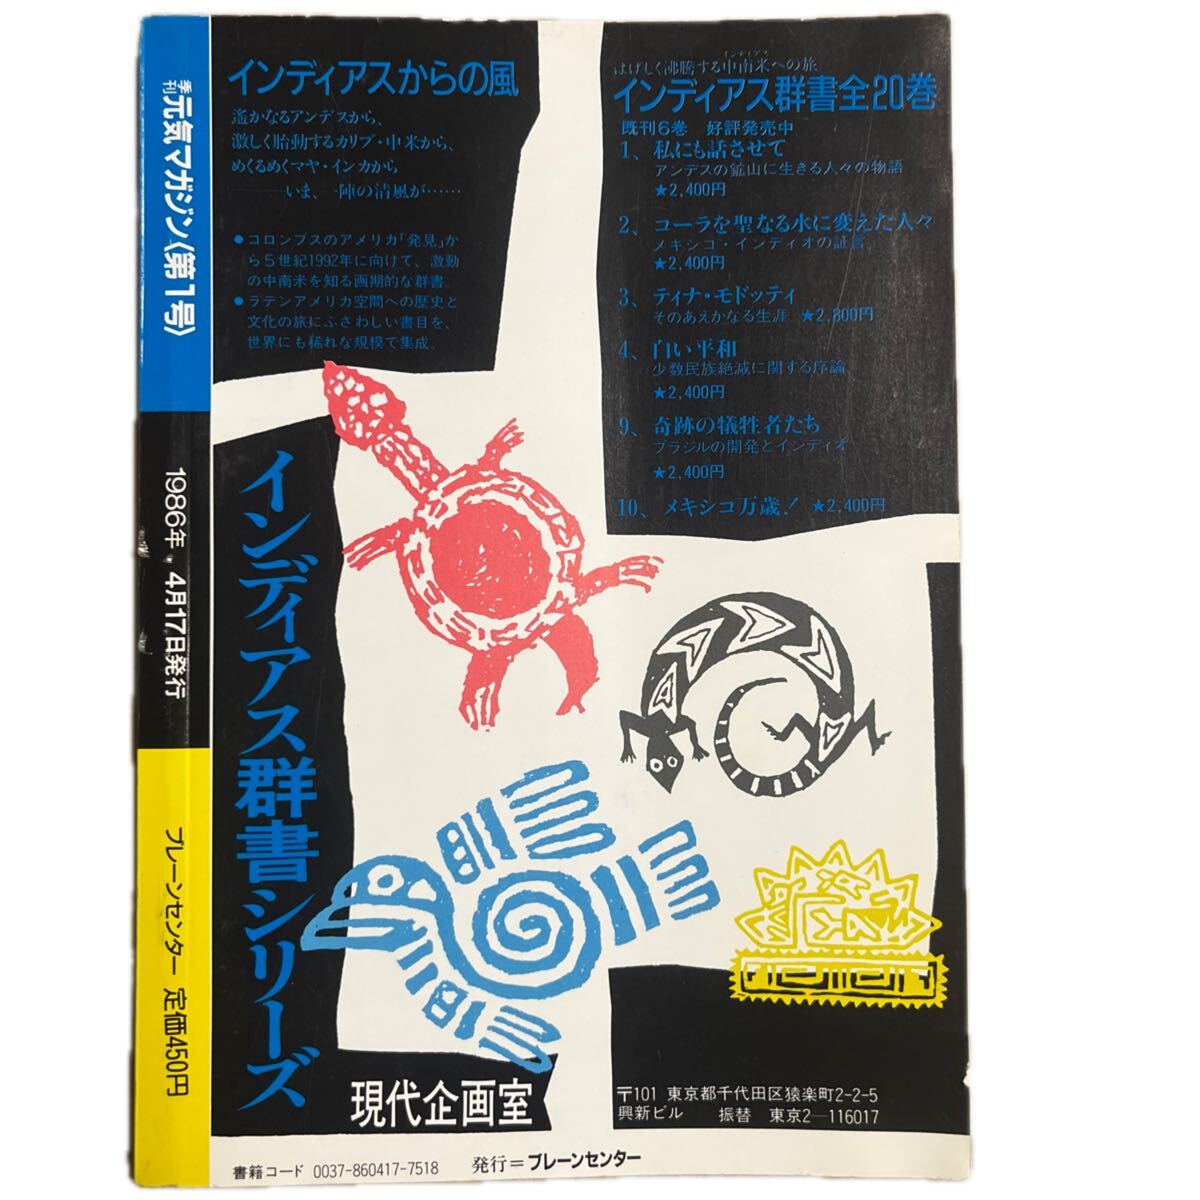 季刊 元気マガジン〈第1号〉
1986年 4月17日発行
ブレーンセンター 定価450円
インディアスからの風
遙かなるアンデスから、
激しく胎動するカリブ・中米から、
めくるめくマヤ・インカから
――いま、一陣の清風が……
●コロンブスのアメリカ「発見」か
ら5世紀1992年に向けて、激動
の中南米を知る画期的な群書。
●ラテンアメリカ空間への歴史と
文化の旅にふさわしい書目を、
世界にも稀れな規模で集成。
インディアス
はげしく沸騰する中南米への旅
インディアス群書全20巻
既刊6巻 好評発売中
1、私にも話させて
アンデスの鉱山に生きる人々の物語
★2,400円
2、コーラを聖なる水に変えた人々
メキシコ・インディオの証言
★2,400円
3、ティナ・モドッティ
そのあえかなる生涯 ★2,800円
4、白い平和
少数民族絶滅に関する序論
★2,400円
9、奇跡の犠牲者たち
ブラジルの開発とインディオ
★2,400円
10、メキシコ万歳! ★2,400円
インディアス群書シリーズ
現代企画室
〒101 東京都千代田区猿楽町2-2-5
興新ビル 振替 東京2―116017
書籍コード 0037-860417-7518 発行=ブレーンセンター